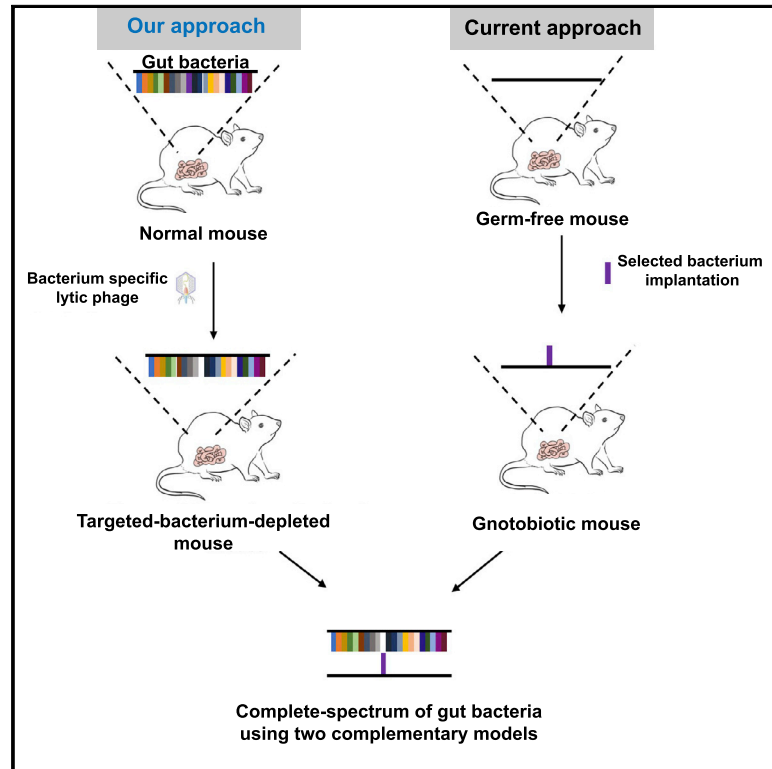 Our approach
Current approach
Gut bacteria
Normal mouse
Germ-free mouse
Bacterium specific
lytic phage
Selected bacterium
implantation
Targeted-bacterium-depleted
mouse
Gnotobiotic mouse
Complete-spectrum of gut bacteria
using two complementary models